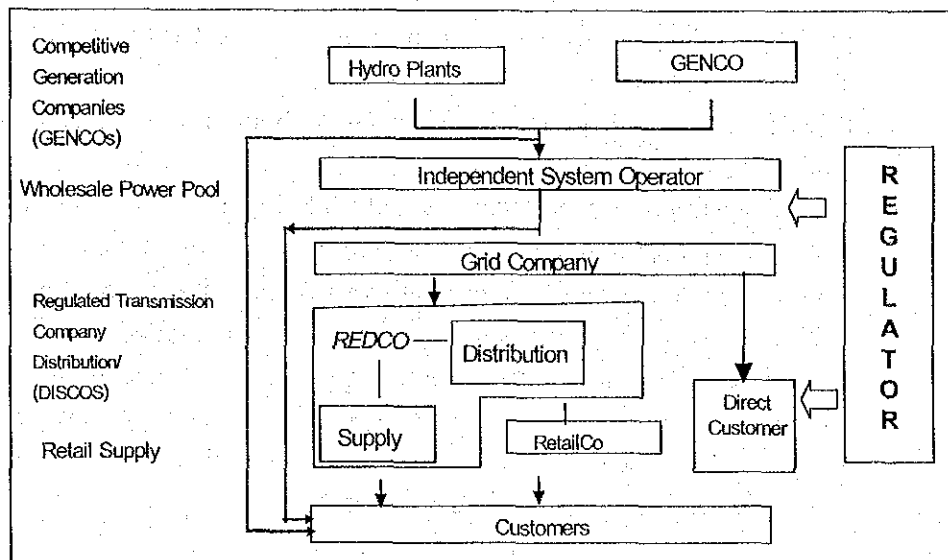 Competitive
Generation
Companies
(GENCOs)
Hydro Plants
GENCO
Wholesale Power Pool
Independent System Operator
Grid Company
Regulated Transmission
Company
Distribution/
(DISCOS)
REDCO
Distribution
Supply
RetailCo
Direct
Customer
Retail Supply
Customers
REGULATOR